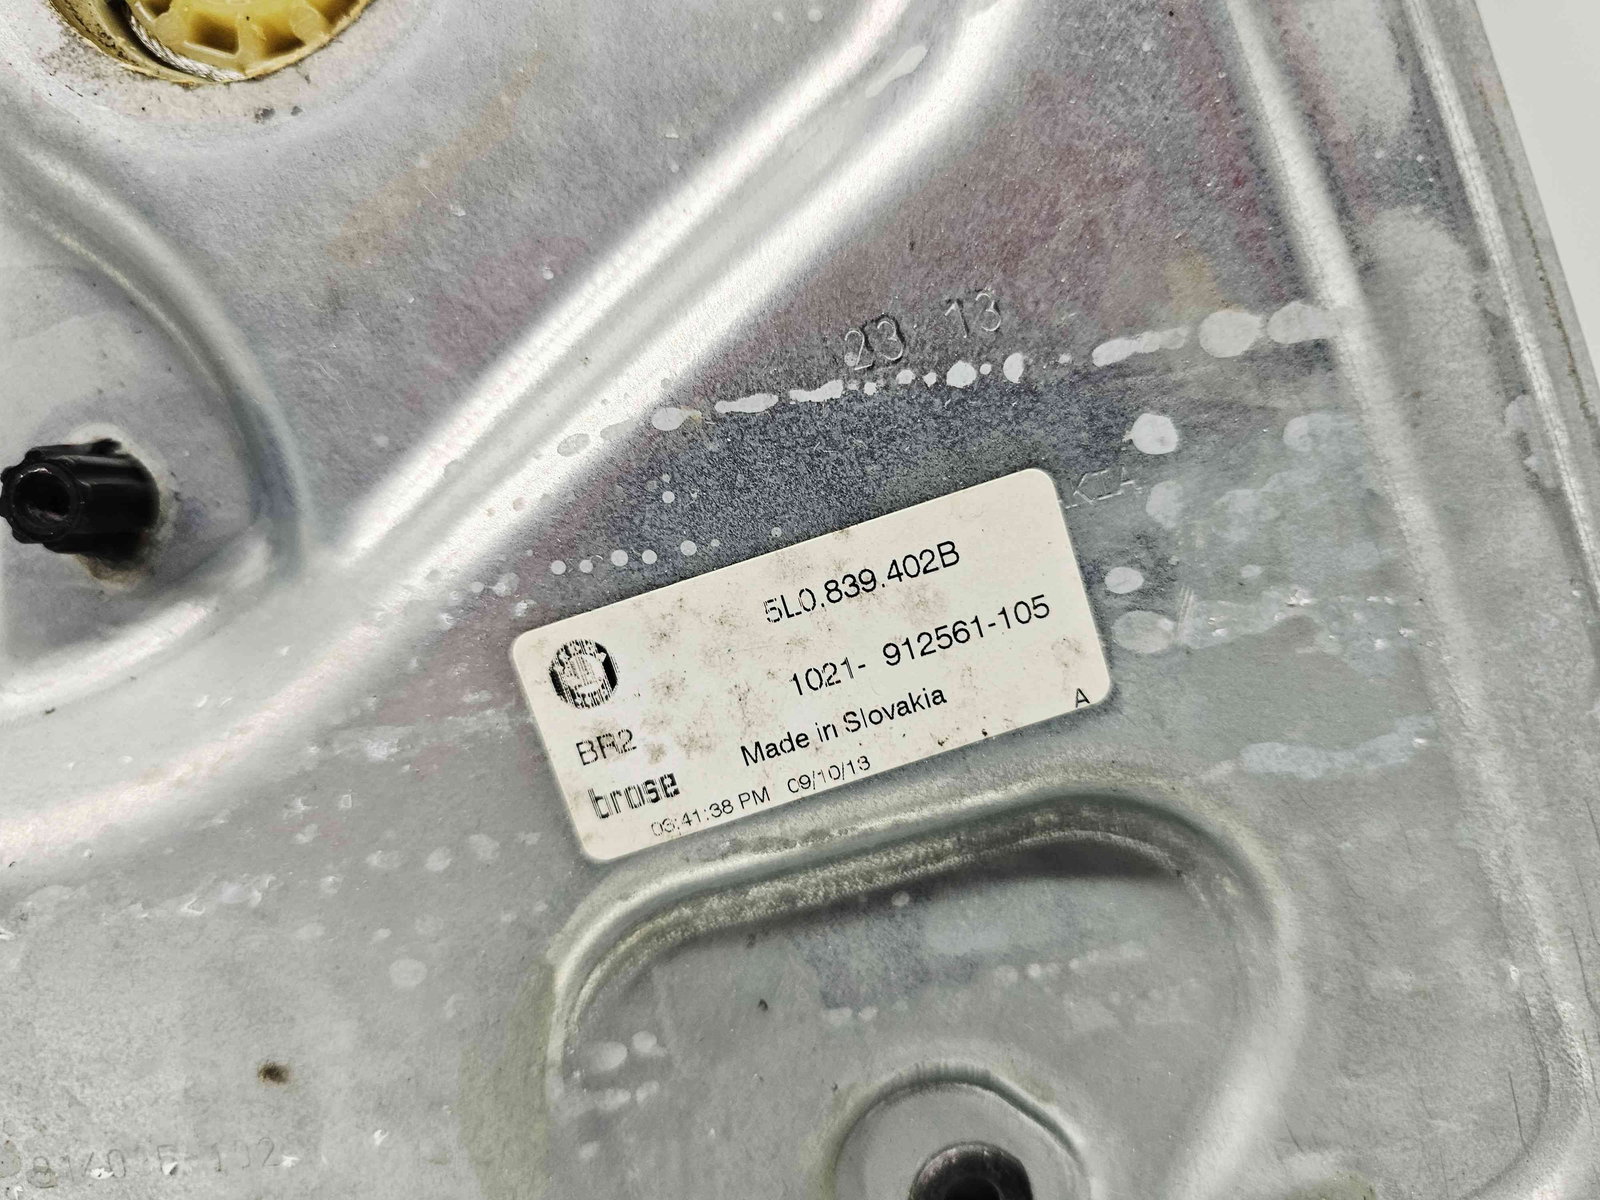 23 13
5L0.839.402B
1021- 912561-105
Made in Slovakia
A
BR2
brose
03:41:38 PM 09/10/13